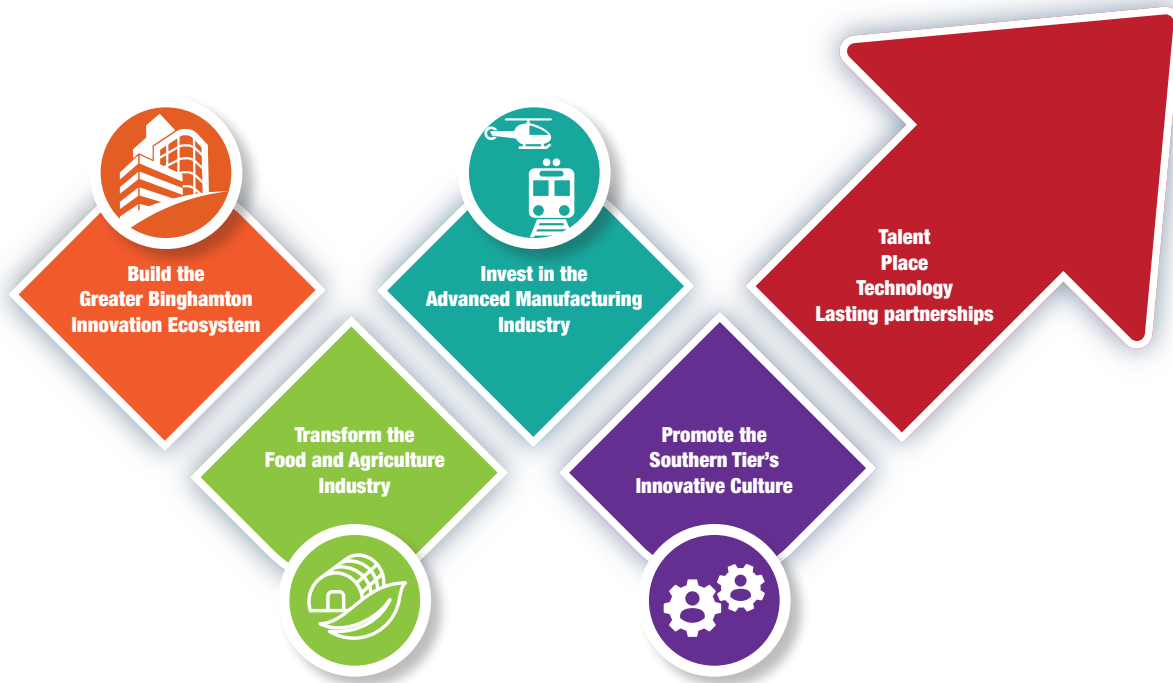 Build the
Greater Binghamton
Innovation Ecosystem
Transform the
Food and Agriculture
Industry
Invest in the
Advanced Manufacturing
Industry
Promote the
Southern Tier's
Innovative Culture
Talent
Place
Technology
Lasting partnerships